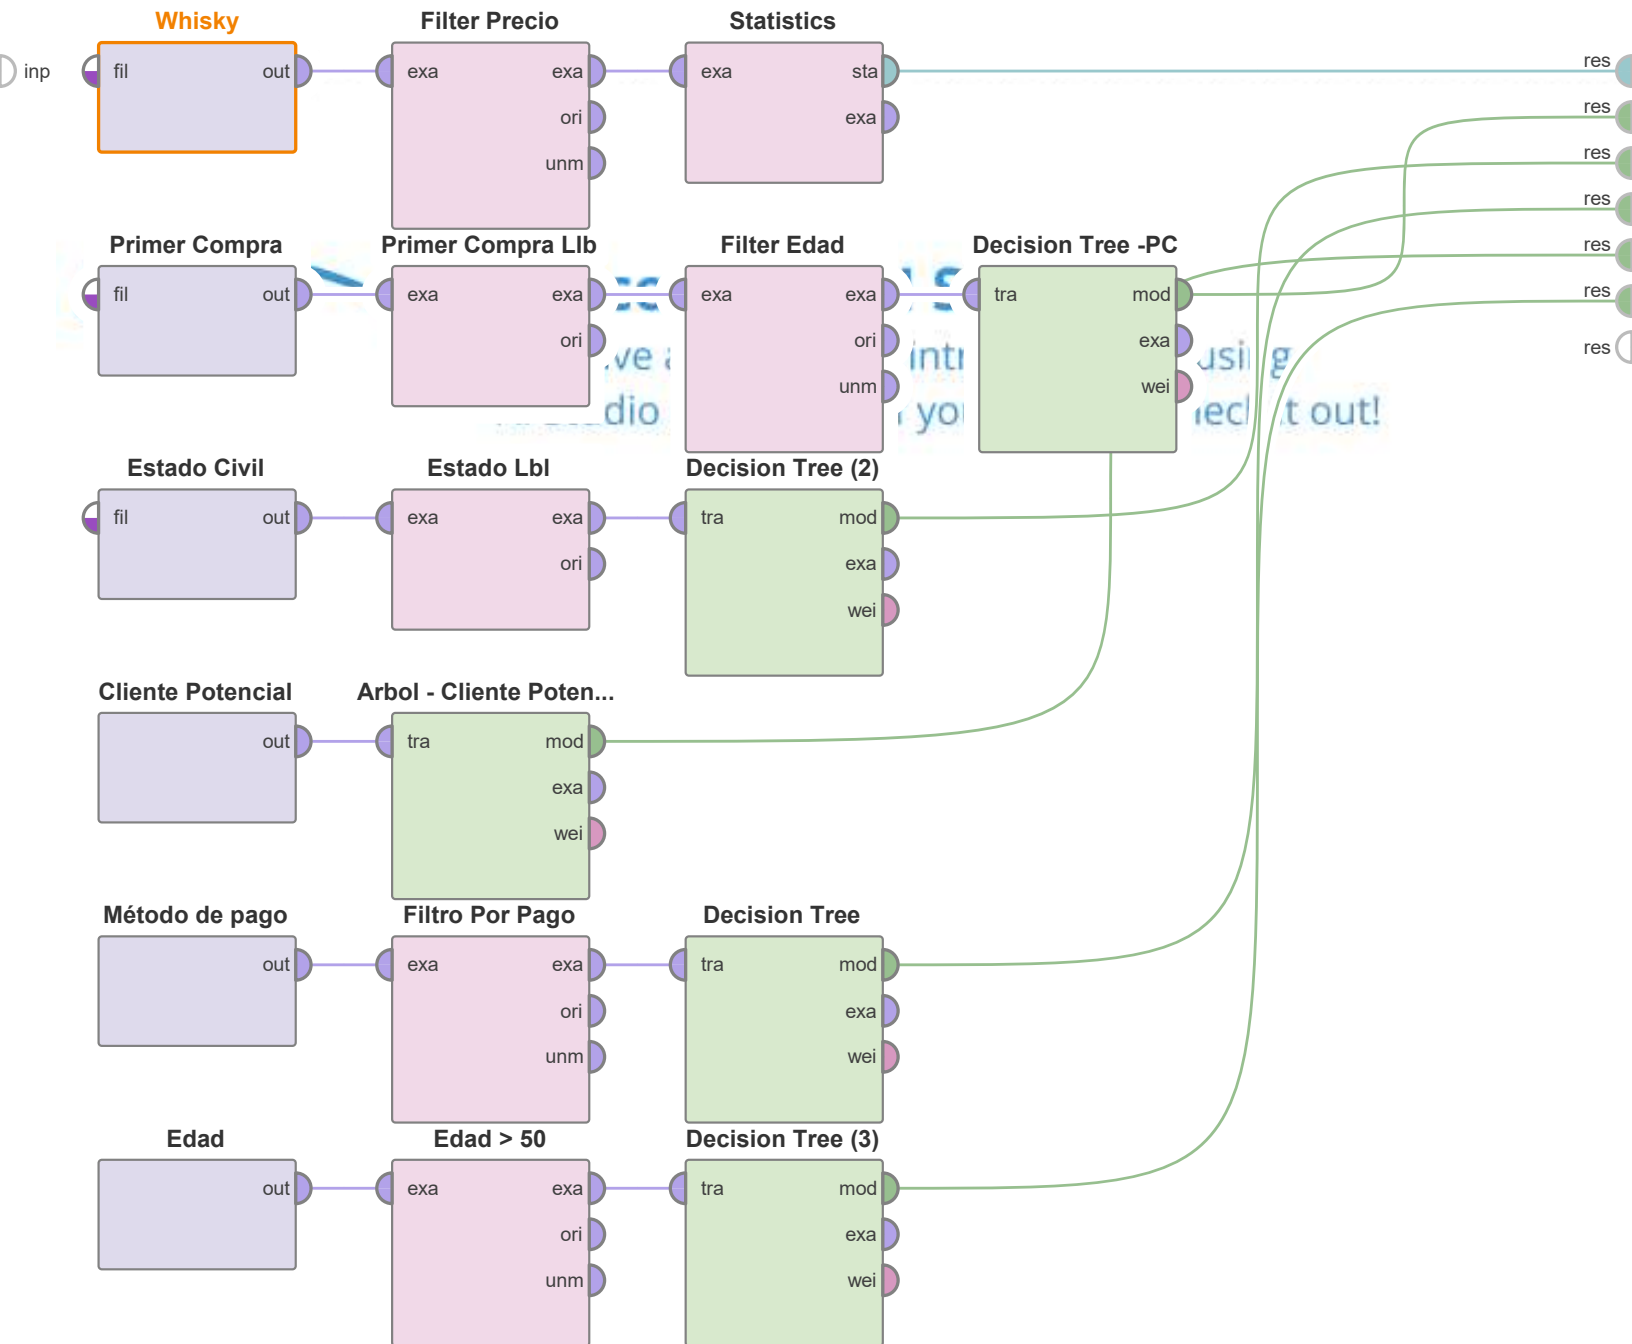 Whisky Filter Precio Statistics
inp fil out exa exa exa sta res
ori exa res
unm res
res
Primer Compra Primer Compra Llb Filter Edad Decision Tree -PC res
fil out exa exa exa exa tra mod res
ori ori exa res
unm wei
out!
Estado Civil Estado Lbl Decision Tree (2)
fil out exa exa tra mod
ori exa
wei
Cliente Potencial Arbol - Cliente Poten...
out tra mod
exa
wei
Método de pago Filtro Por Pago Decision Tree
out exa exa tra mod
ori exa
unm wei
Edad Edad > 50 Decision Tree (3)
out exa exa tra mod
ori exa
unm wei